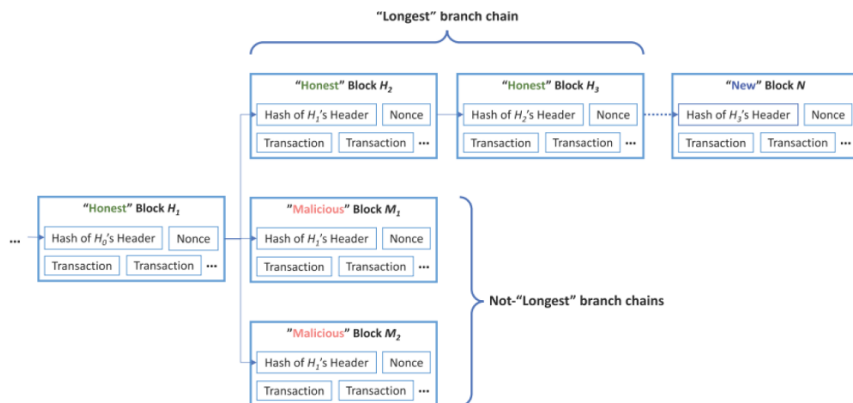 "Longest" branch chain
"Honest" Block H₂
Hash of H₁'s Header Nonce
Transaction Transaction ...
"Honest" Block H₃
Hash of H₂'s Header Nonce
Transaction Transaction ...
"New" Block N
Hash of H₃'s Header Nonce
Transaction Transaction ...
"Honest" Block H₁
... Hash of H₀'s Header Nonce
Transaction Transaction ...
"Malicious" Block M₁
Hash of H₁'s Header Nonce
Transaction Transaction ...
Not-"Longest" branch chains
"Malicious" Block M₂
Hash of H₁'s Header Nonce
Transaction Transaction ...